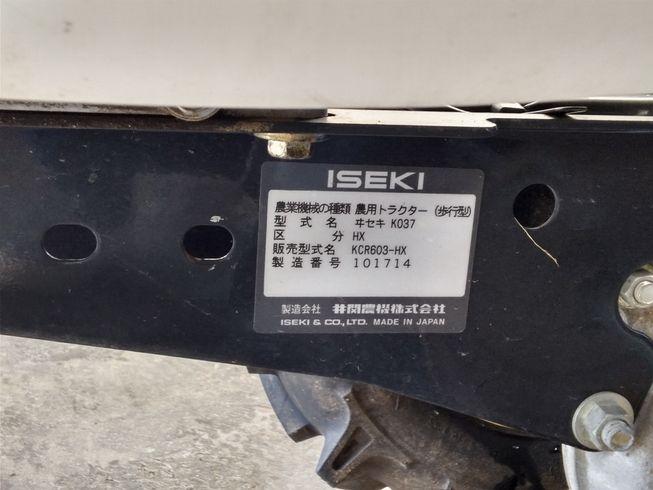 ISEKI
農業機械の種類 農用トラクター (歩行型)
型式名 ヰセキ K037
区分 HX
販売型式名 KCR603-HX
製造番号 101714
製造会社 井関農機株式会社
ISEKI & CO.,LTD. MADE IN JAPAN